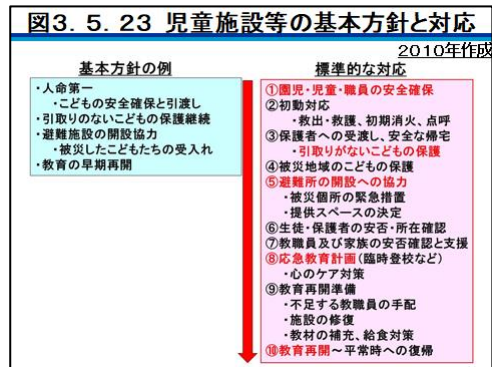 図3．5．23 児童施設等の基本方針と対応
2010年作成
基本方針の例
・人命第一
・こどもの安全確保と引渡し
・引取りのないこどもの保護継続
・避難施設の開設協力
・被災したこどもたちの受入れ
・教育の早期再開
標準的な対応
①園児・児童・職員の安全確保
②初動対応
・救出・救護、初期消火、点呼
③保護者への受渡し、安全な帰宅
・引取りがないこどもの保護
④被災地域のこどもの保護
⑤避難所の開設への協力
・被災個所の緊急措置
・提供スペースの決定
⑥生徒・保護者の安否・所在確認
⑦教職員及び家族の安否確認と支援
⑧応急教育計画(臨時登校など)
・心のケア対策
⑨教育再開準備
・不足する教職員の手配
・施設の修復
・教材の補充、給食対策
⑩教育再開～平常時への復帰